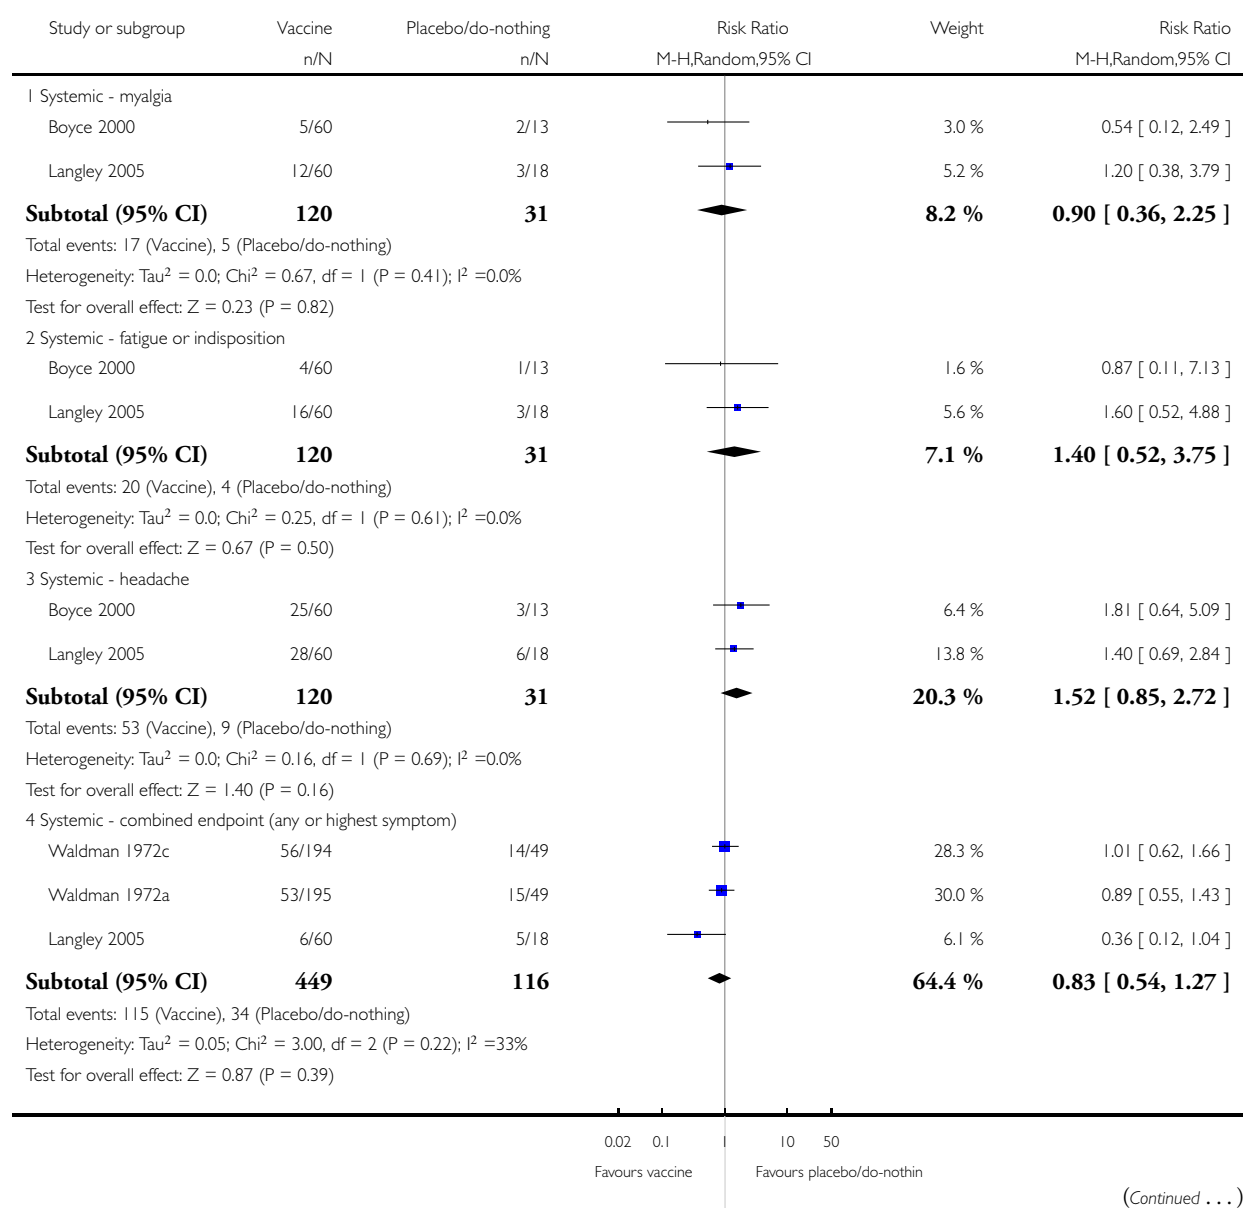 Study or subgroup Vaccine Placebo/do-nothing Risk Ratio Weight Risk Ratio
n/N n/N M-H,Random,95% CI M-H,Random,95% CI
1 Systemic - myalgia
Boyce 2000 5/60 2/13 3.0 % 0.54 [ 0.12, 2.49 ]
Langley 2005 12/60 3/18 5.2 % 1.20 [ 0.38, 3.79 ]
Subtotal (95% CI) 120 31 8.2 % 0.90 [ 0.36, 2.25 ]
Total events: 17 (Vaccine), 5 (Placebo/do-nothing)
Heterogeneity: Tau² = 0.0; Chi² = 0.67, df = 1 (P = 0.41); I² =0.0%
Test for overall effect: Z = 0.23 (P = 0.82)
2 Systemic - fatigue or indisposition
Boyce 2000 4/60 1/13 1.6 % 0.87 [ 0.11, 7.13 ]
Langley 2005 16/60 3/18 5.6 % 1.60 [ 0.52, 4.88 ]
Subtotal (95% CI) 120 31 7.1 % 1.40 [ 0.52, 3.75 ]
Total events: 20 (Vaccine), 4 (Placebo/do-nothing)
Heterogeneity: Tau² = 0.0; Chi² = 0.25, df = 1 (P = 0.61); I² =0.0%
Test for overall effect: Z = 0.67 (P = 0.50)
3 Systemic - headache
Boyce 2000 25/60 3/13 6.4 % 1.81 [ 0.64, 5.09 ]
Langley 2005 28/60 6/18 13.8 % 1.40 [ 0.69, 2.84 ]
Subtotal (95% CI) 120 31 20.3 % 1.52 [ 0.85, 2.72 ]
Total events: 53 (Vaccine), 9 (Placebo/do-nothing)
Heterogeneity: Tau² = 0.0; Chi² = 0.16, df = 1 (P = 0.69); I² =0.0%
Test for overall effect: Z = 1.40 (P = 0.16)
4 Systemic - combined endpoint (any or highest symptom)
Waldman 1972c 56/194 14/49 28.3 % 1.01 [ 0.62, 1.66 ]
Waldman 1972a 53/195 15/49 30.0 % 0.89 [ 0.55, 1.43 ]
Langley 2005 6/60 5/18 6.1 % 0.36 [ 0.12, 1.04 ]
Subtotal (95% CI) 449 116 64.4 % 0.83 [ 0.54, 1.27 ]
Total events: 115 (Vaccine), 34 (Placebo/do-nothing)
Heterogeneity: Tau² = 0.05; Chi² = 3.00, df = 2 (P = 0.22); I² =33%
Test for overall effect: Z = 0.87 (P = 0.39)
0.02 0.1 1 10 50
Favours vaccine Favours placebo/do-nothin
(Continued . . . )